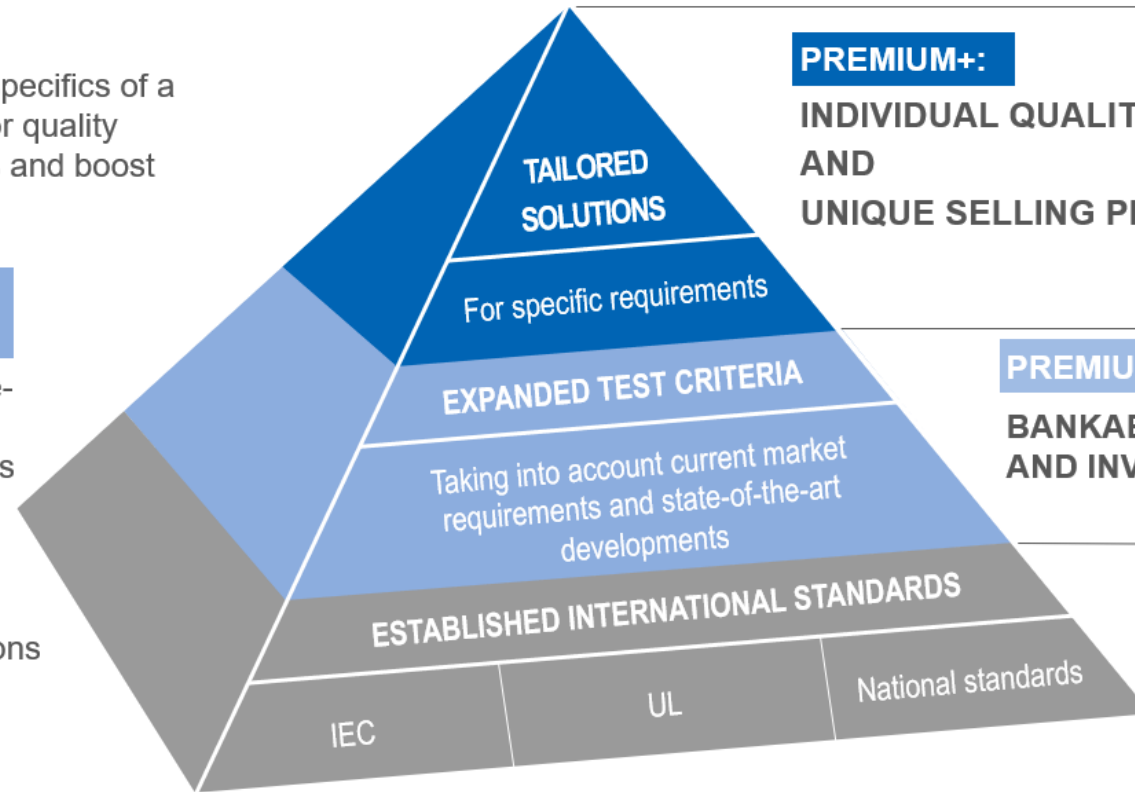 pecifics of a
or quality
and boost
e-
s
ons
TAILORED
SOLUTIONS
For specific requirements
EXPANDED TEST CRITERIA
Taking into account current market
requirements and state-of-the-art
developments
ESTABLISHED INTERNATIONAL STANDARDS
IEC
UL
National standards
PREMIUM+:
INDIVIDUAL QUALIT
AND
UNIQUE SELLING P
PREMIU
BANKAB
AND INV